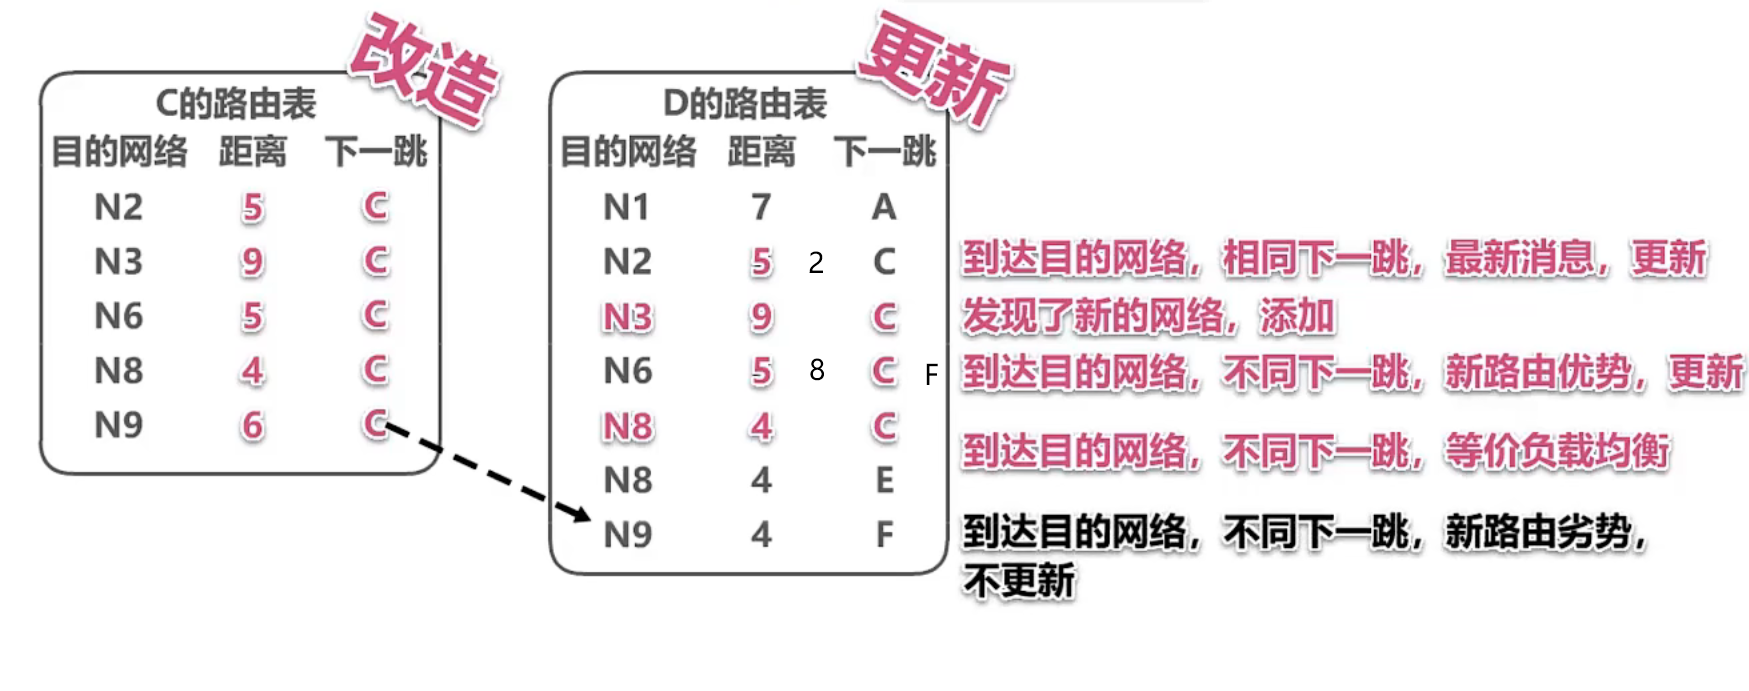 改造
C的路由表
目的网络 距离 下一跳
N2 5 C
N3 9 C
N6 5 C
N8 4 C
N9 6 C
更新
D的路由表
目的网络 距离 下一跳
N1 7 A
N2 5 2 C
N3 9 C
N6 5 8 C F
N8 4 C
N8 4 E
N9 4 F
到达目的网络，相同下一跳，最新消息，更新
发现了新的网络，添加
到达目的网络，不同下一跳，新路由优势，更新
到达目的网络，不同下一跳，等价负载均衡
到达目的网络，不同下一跳，新路由劣势，
不更新